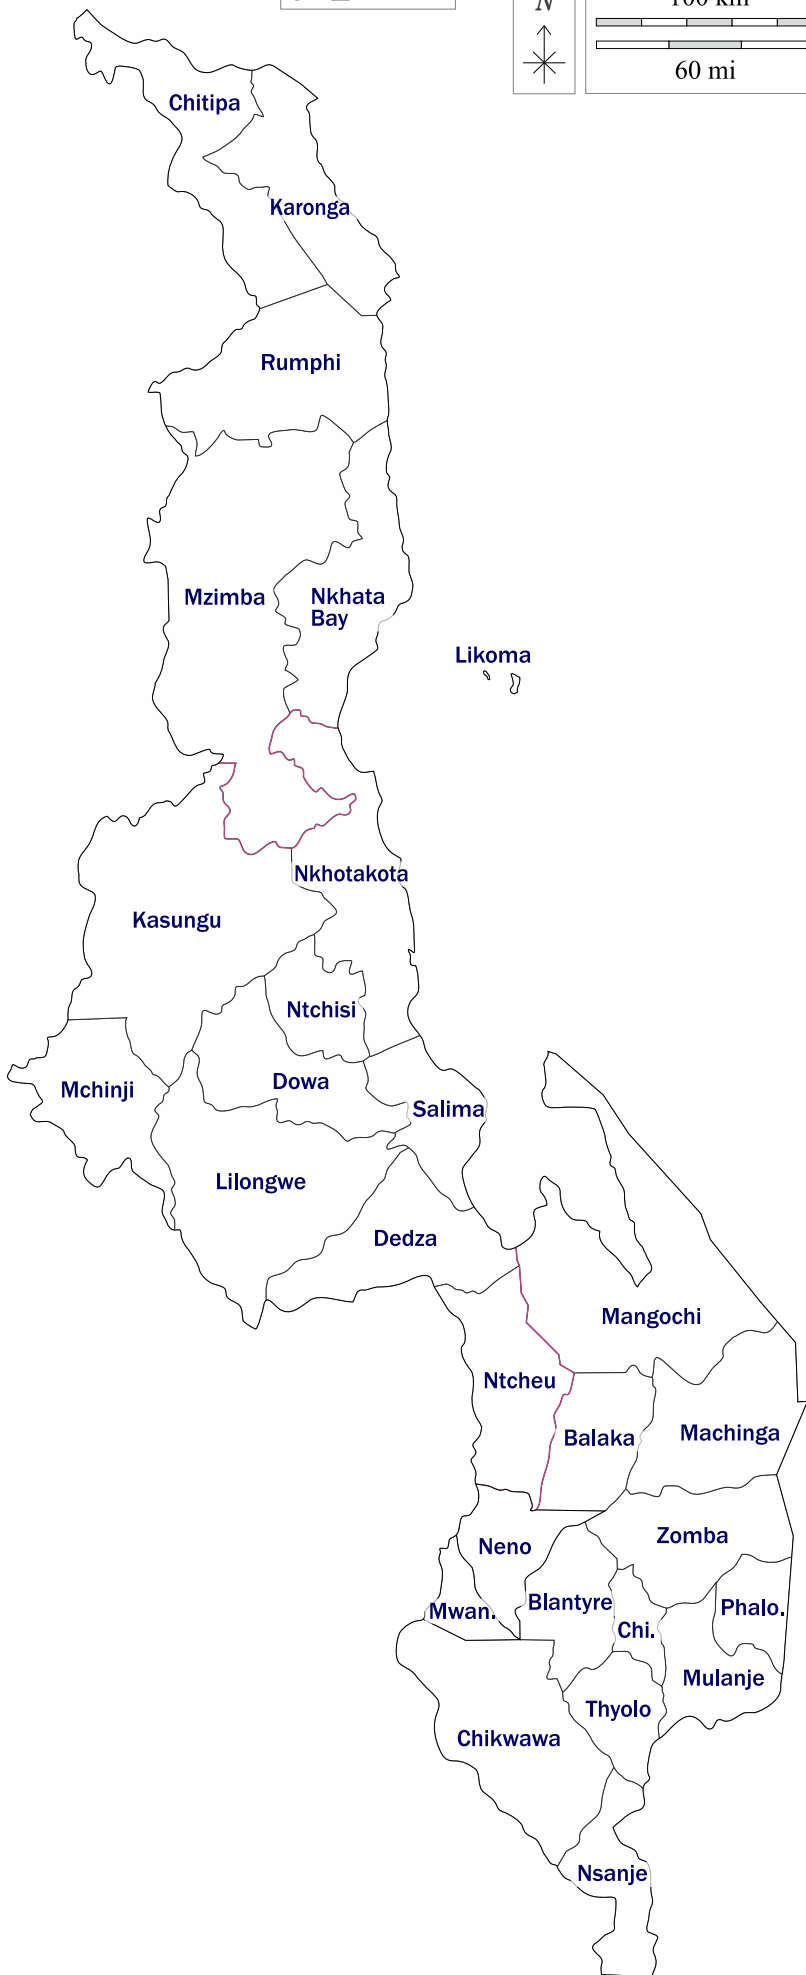 N
100 km
60 mi
Chitipa
Karonga
Rumphi
Mzimba
Nkhata
Bay
Likoma
Nkhotakota
Kasungu
Ntchisi
Dowa
Mchinji
Salima
Lilongwe
Dedza
Mangochi
Ntcheu
Balaka
Machinga
Zomba
Neno
Blantyre
Mwan.
Phalo.
Chi.
Mulanje
Thyolo
Chikwawa
Nsanje